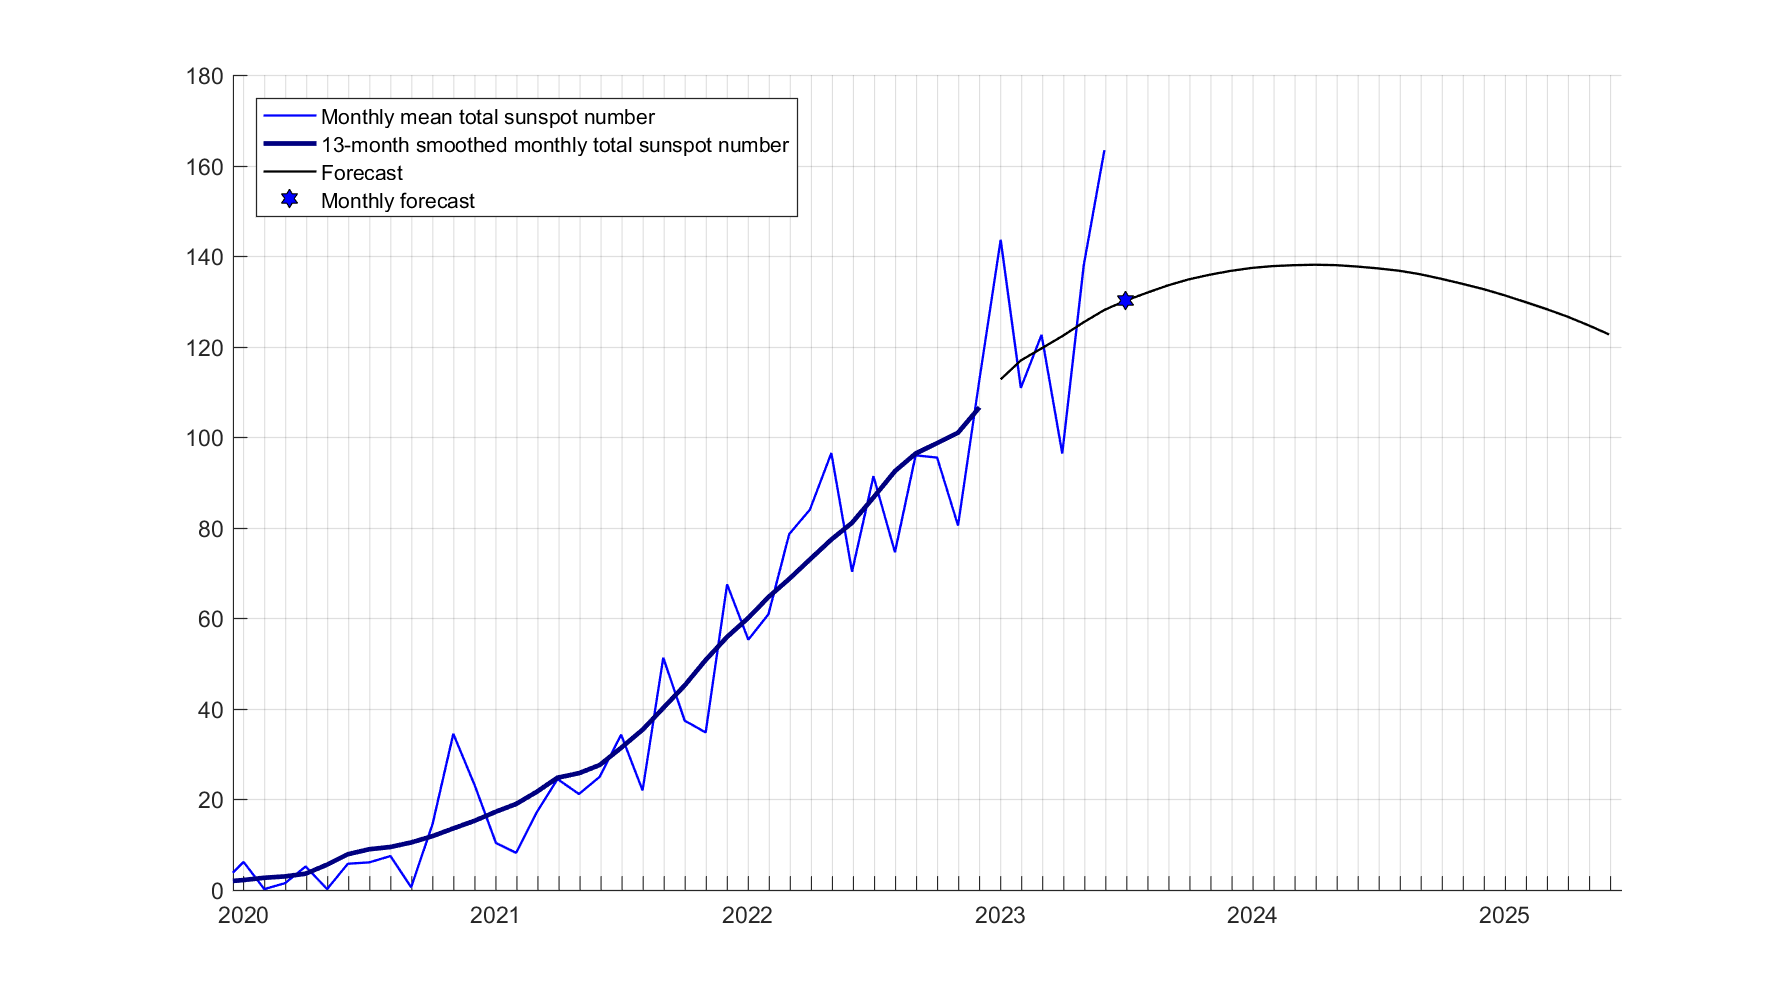 180
160
140
120
100
80
60
40
20
0
Monthly mean total sunspot number
13-month smoothed monthly total sunspot number
Forecast
Monthly forecast
2020 2021 2022 2023 2024 2025